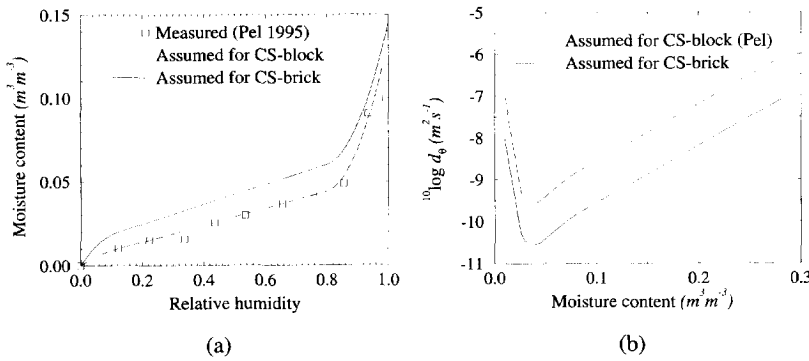 0.15
0.10
0.05
0.00
Moisture content (m³m⁻³)
Measured (Pel 1995)
Assumed for CS-block
Assumed for CS-brick
0.0 0.2 0.4 0.6 0.8 1.0
Relative humidity
(a)
-5
-6
-7
-8
-9
-10
-11
¹⁰log d_θ (m²s⁻¹)
Assumed for CS-block (Pel)
Assumed for CS-brick
0.0 0.1 0.2 0.3
Moisture content (m³m⁻³)
(b)